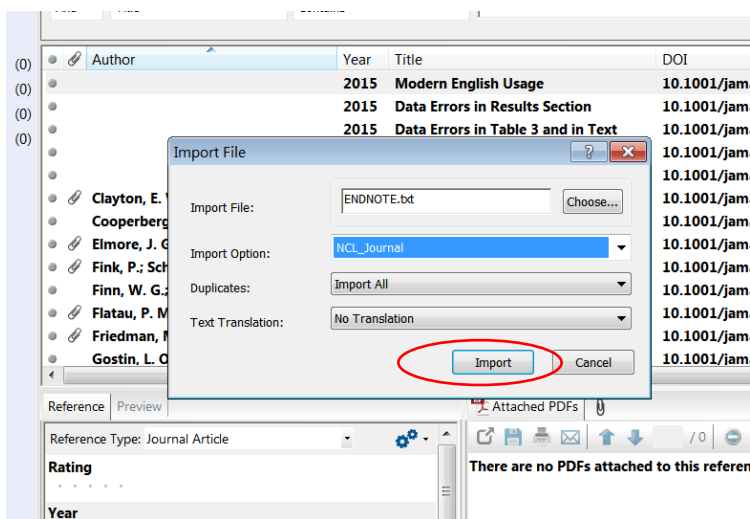 (0) Author Year Title DOI
(0) 2015 Modern English Usage 10.1001/jam
(0) 2015 Data Errors in Results Section 10.1001/jam
(0) 2015 Data Errors in Table 3 and in Text 10.1001/jam
Import File
10.1001/jam
10.1001/jam
Clayton, E. 10.1001/jam
Import File: ENDNOTE.txt Choose...
Cooperberg 10.1001/jam
Elmore, J. G 10.1001/jam
Import Option: NCL_Journal
Fink, P.; Sch 10.1001/jam
Duplicates: Import All
Finn, W. G.; 10.1001/jam
Flatau, P. M 10.1001/jam
Text Translation: No Translation
Friedman, 10.1001/jam
Gostin, L. O 10.1001/jam
Import Cancel
Reference Preview Attached PDFs
Reference Type: Journal Article / 0
Rating There are no PDFs attached to this referen
Year